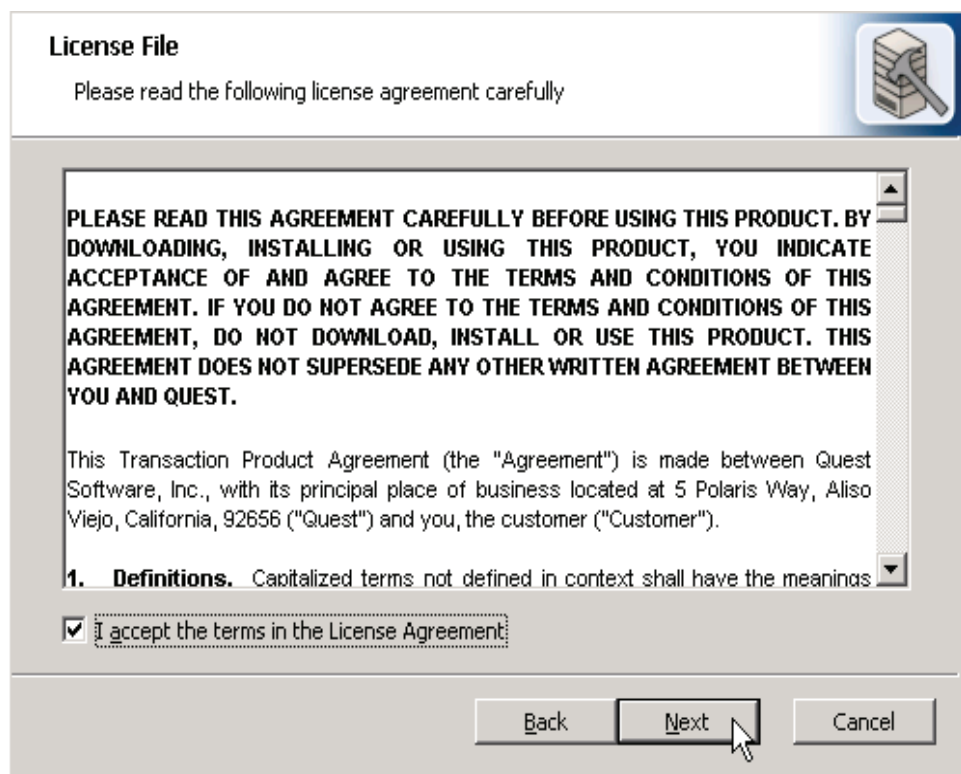 License File
Please read the following license agreement carefully
PLEASE READ THIS AGREEMENT CAREFULLY BEFORE USING THIS PRODUCT. BY
DOWNLOADING, INSTALLING OR USING THIS PRODUCT, YOU INDICATE
ACCEPTANCE OF AND AGREE TO THE TERMS AND CONDITIONS OF THIS
AGREEMENT. IF YOU DO NOT AGREE TO THE TERMS AND CONDITIONS OF THIS
AGREEMENT, DO NOT DOWNLOAD, INSTALL OR USE THIS PRODUCT. THIS
AGREEMENT DOES NOT SUPERSEDE ANY OTHER WRITTEN AGREEMENT BETWEEN
YOU AND QUEST.
This Transaction Product Agreement (the "Agreement") is made between Quest
Software, Inc., with its principal place of business located at 5 Polaris Way, Aliso
Viejo, California, 92656 ("Quest") and you, the customer ("Customer").
1. Definitions. Capitalized terms not defined in context shall have the meanings
I accept the terms in the License Agreement
Back Next Cancel